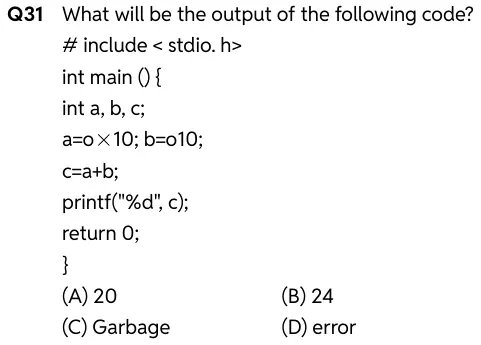 Q31 What will be the output of the following code?
# include < stdio. h>
int main () {
int a, b, c;
a=o×10; b=o10;
c=a+b;
printf("%d", c);
return 0;
}
(A) 20 (B) 24
(C) Garbage (D) error